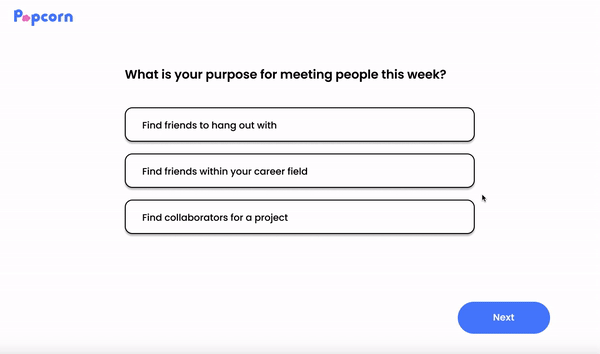 Popcorn
What is your purpose for meeting people this week?
Find friends to hang out with
Find friends within your career field
Find collaborators for a project
Next